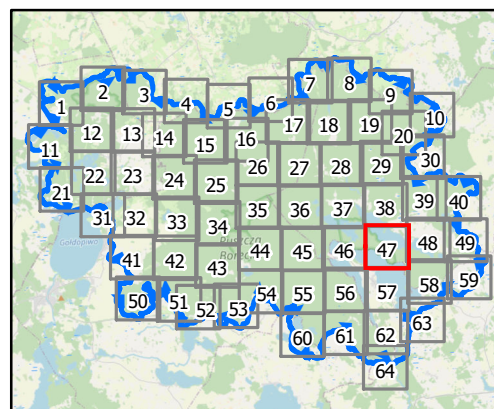 1 2 3 4 5 6 7 8 9 10
11 12 13 14 15 16 17 18 19 20
21 22 23 24 25 26 27 28 29 30
31 32 33 34 35 36 37 38 39 40
Gołdopiwo
Puszcza
Borecka
41 42 43 44 45 46 47 48 49
50 51 52 53 54 55 56 57 58 59
60 61 62 63
64